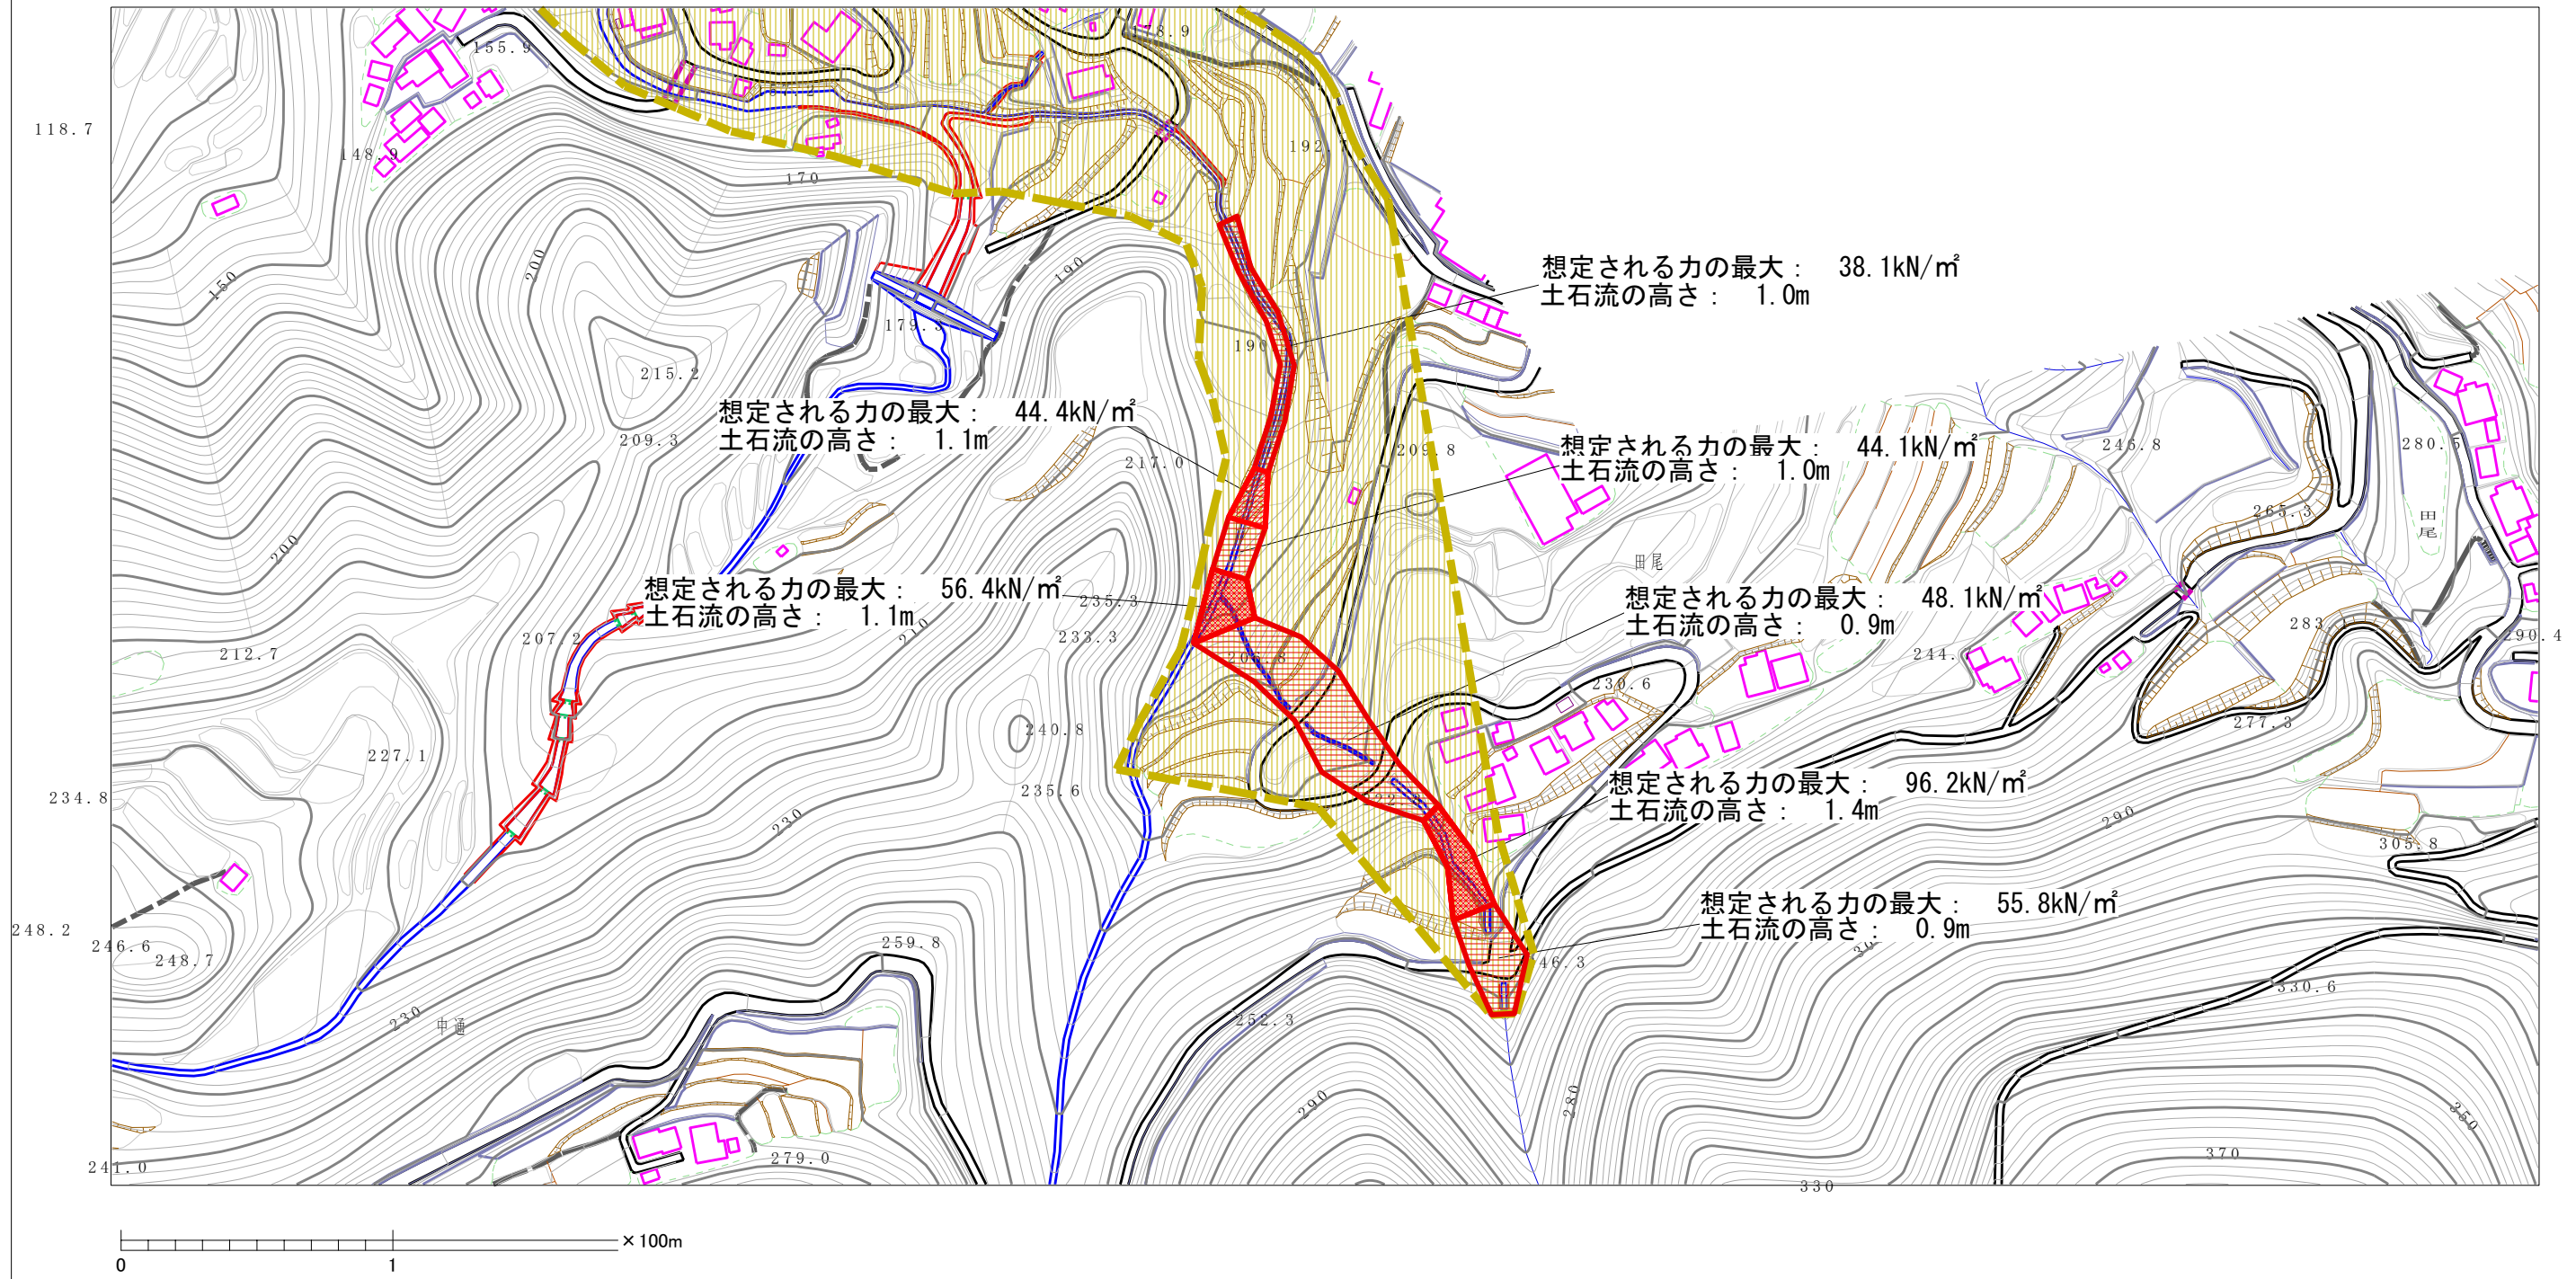 155.9
173.9
118.7
148.9
192.7
170
150
200
190
想定される力の最大： 38.1kN/㎡
土石流の高さ： 1.0m
179.3
190
215.2
想定される力の最大： 44.4kN/㎡
土石流の高さ： 1.1m
209.3
217.0
209.8
想定される力の最大： 44.1kN/㎡
土石流の高さ： 1.0m
246.8
280.5
265.3
田尾
200
田尾
想定される力の最大： 56.4kN/㎡
土石流の高さ： 1.1m
235.3
233.3
210
207.2
212.7
想定される力の最大： 48.1kN/㎡
土石流の高さ： 0.9m
283.1
290.4
244.
230.6
277.3
240.8
227.1
234.8
235.6
230
想定される力の最大： 96.2kN/㎡
土石流の高さ： 1.4m
290
305.8
想定される力の最大： 55.8kN/㎡
土石流の高さ： 0.9m
248.2
246.6
248.7
259.8
46.3
330.6
230
中通
252.3
290
280
350
241.0
279.0
370
330
×100m
0 1